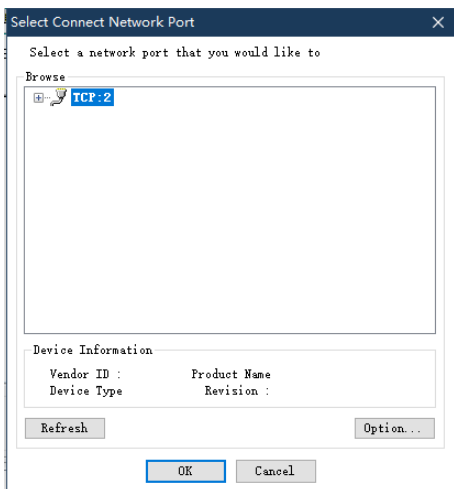 Select Connect Network Port
Select a network port that you would like to
Browse
TCP:2
Device Information
Vendor ID :    Product Name
Device Type    Revision :
Refresh    Option...
OK    Cancel